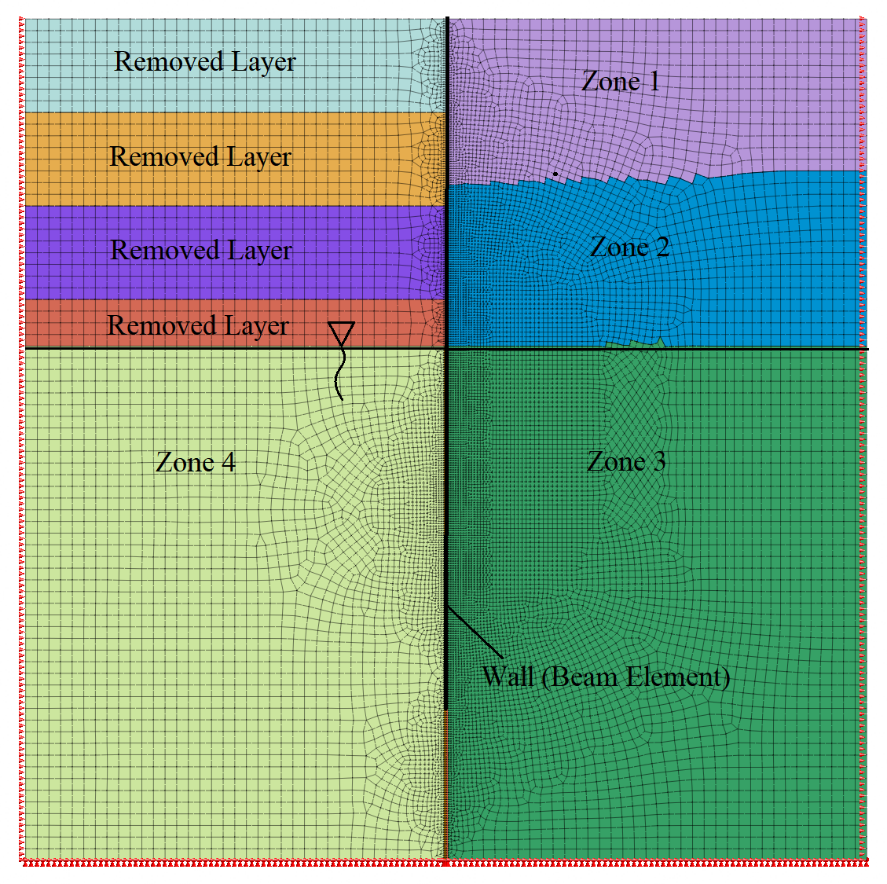 Removed Layer
Zone 1
Removed Layer
Removed Layer
Zone 2
Removed Layer
Zone 4
Zone 3
Wall (Beam Element)